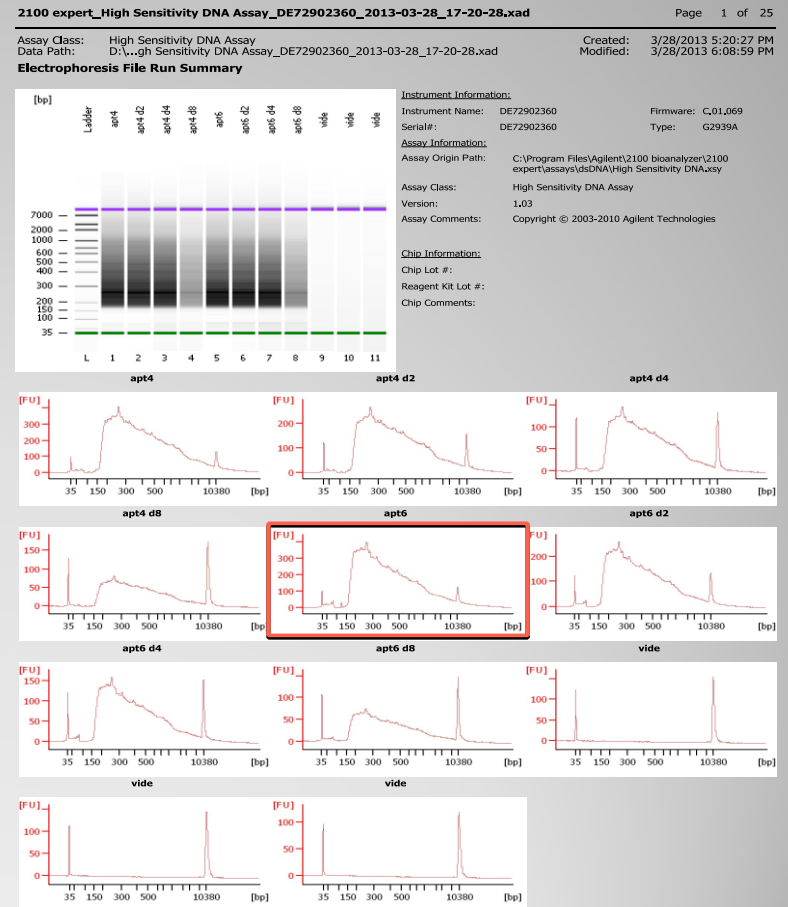 2100 expert_High Sensitivity DNA Assay_DE72902360_2013-03-28_17-20-28.xad Page 1 of 25
Assay Class: High Sensitivity DNA Assay Created: 3/28/2013 5:20:27 PM
Data Path: D:\...gh Sensitivity DNA Assay_DE72902360_2013-03-28_17-20-28.xad Modified: 3/28/2013 6:08:59 PM
Electrophoresis File Run Summary
[bp]
Ladder apt4 apt4 d2 apt4 d4 apt4 d8 apt6 apt6 d2 apt6 d4 apt6 d8 vide vide vide
7000
2000
1000
600
500
400
300
200
150
100
35
L 1 2 3 4 5 6 7 8 9 10 11
Instrument Information:
Instrument Name: DE72902360 Firmware: C.01.069
Serial#: DE72902360 Type: G2939A
Assay Information:
Assay Origin Path: C:\Program Files\Agilent\2100 bioanalyzer\2100
expert\assays\dsDNA\High Sensitivity DNA.xsy
Assay Class: High Sensitivity DNA Assay
Version: 1.03
Assay Comments: Copyright © 2003-2010 Agilent Technologies
Chip Information:
Chip Lot #:
Reagent Kit Lot #:
Chip Comments:
apt4 apt4 d2 apt4 d4
[FU] [FU] [FU]
300 200 100
200 100 50
100 0 0
0
35 150 300 500 10380 [bp] 35 150 300 500 10380 [bp] 35 150 300 500 10380 [bp]
apt4 d8 apt6 apt6 d2
[FU] [FU] [FU]
150 300 200
100 200 100
50 100 0
0 0
35 150 300 500 10380 [bp] 35 150 300 500 10380 [bp] 35 150 300 500 10380 [bp]
apt6 d4 apt6 d8 vide
[FU] [FU] [FU]
150 100 100
100 50 50
50 0 0
0
35 150 300 500 10380 [bp] 35 150 300 500 10380 [bp] 35 150 300 500 10380 [bp]
vide vide
[FU] [FU]
100 100
50 50
0 0
35 150 300 500 10380 [bp] 35 150 300 500 10380 [bp]